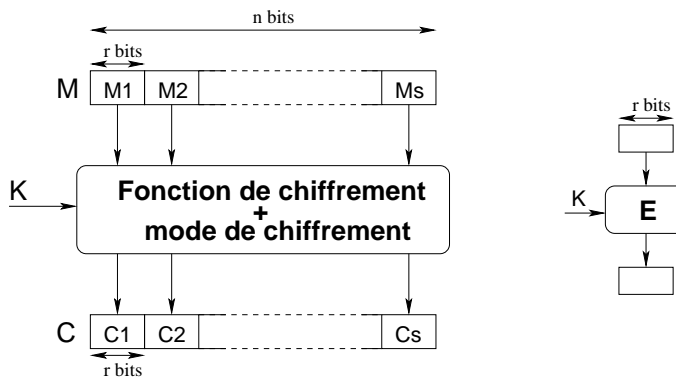 n bits
r bits
M M1 M2 Ms
K
Fonction de chiffrement
+
mode de chiffrement
C C1 C2 Cs
r bits
r bits
K
E